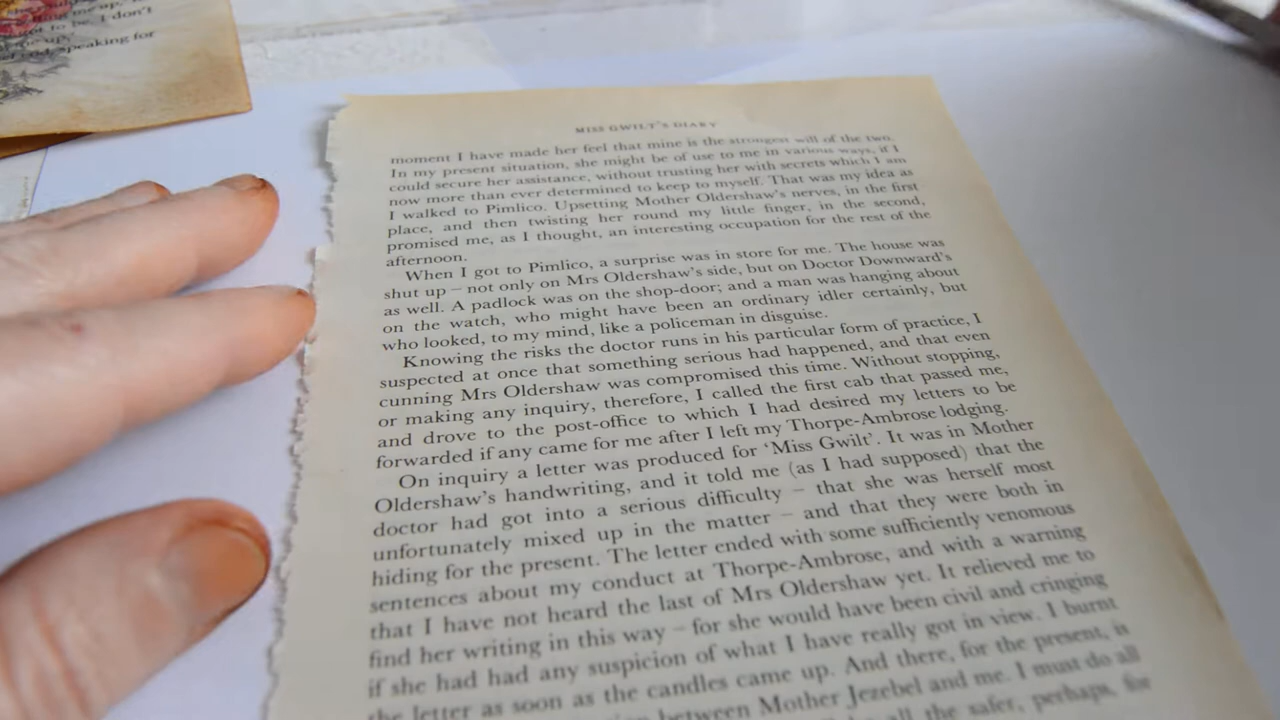 up.
to be. I don't
up,
speaking for
MISS GWILT'S DIARY
moment I have made her feel that mine is the strongest will of the two.
In my present situation, she might be of use to me in various ways, if I
could secure her assistance, without trusting her with secrets which I am
now more than ever determined to keep to myself. That was my idea as
I walked to Pimlico. Upsetting Mother Oldershaw's nerves, in the first
place, and then twisting her round my little finger, in the second,
promised me, as I thought, an interesting occupation for the rest of the
afternoon.
When I got to Pimlico, a surprise was in store for me. The house was
shut up – not only on Mrs Oldershaw's side, but on Doctor Downward's
as well. A padlock was on the shop-door; and a man was hanging about
on the watch, who might have been an ordinary idler certainly, but
who looked, to my mind, like a policeman in disguise.
Knowing the risks the doctor runs in his particular form of practice, I
suspected at once that something serious had happened, and that even
cunning Mrs Oldershaw was compromised this time. Without stopping,
or making any inquiry, therefore, I called the first cab that passed me,
and drove to the post-office to which I had desired my letters to be
forwarded if any came for me after I left my Thorpe-Ambrose lodging.
On inquiry a letter was produced for 'Miss Gwilt'. It was in Mother
Oldershaw's handwriting, and it told me (as I had supposed) that the
doctor had got into a serious difficulty – that she was herself most
unfortunately mixed up in the matter – and that they were both in
hiding for the present. The letter ended with some sufficiently venomous
sentences about my conduct at Thorpe-Ambrose, and with a warning
that I have not heard the last of Mrs Oldershaw yet. It relieved me to
find her writing in this way – for she would have been civil and cringing
if she had had any suspicion of what I have really got in view. I burnt
the letter as soon as the candles came up. And there, for the present, is
between Mother Jezebel and me. I must do all
all the safer, perhaps, for